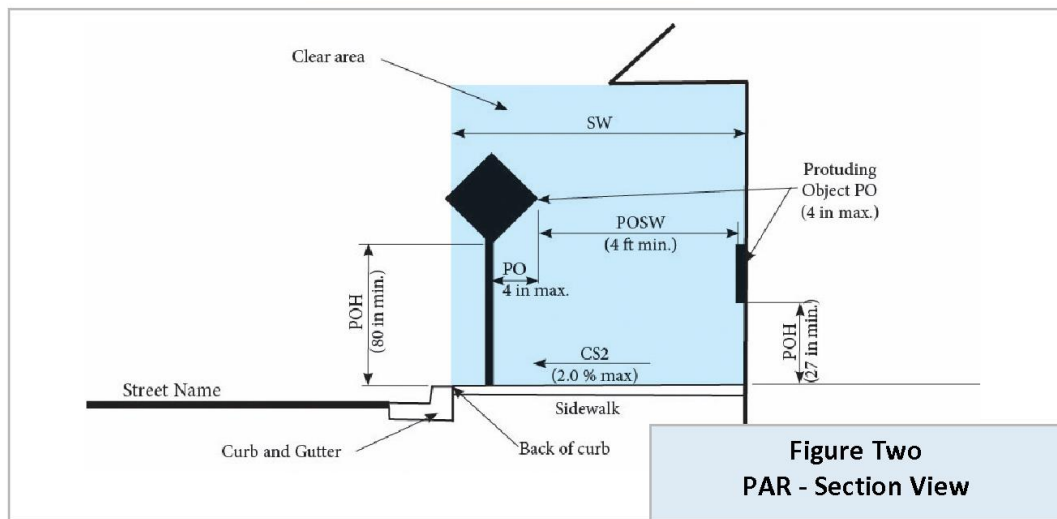 Clear area
SW
Protuding
Object PO
(4 in max.)
POSW
(4 ft min.)
PO
4 in max.
POH
(80 in min.)
POH
(27 in min.)
CS2
(2.0 % max)
Street Name
Sidewalk
Curb and Gutter
Back of curb
Figure Two
PAR - Section View